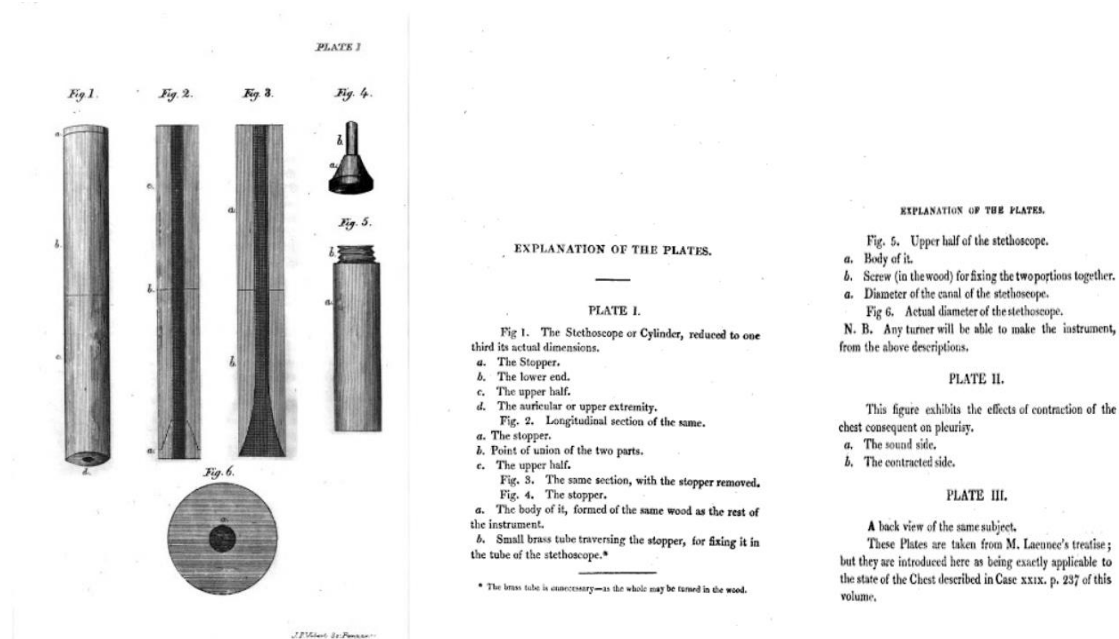 PLATE I
Fig 1.
Fig. 2.
Fig. 3.
Fig. 4.
a.
b.
c.
d.
c.
b.
a.
a.
b.
b.
a.
Fig. 5.
b.
a.
Fig. 6.
a.
EXPLANATION OF THE PLATES.
PLATE I.
Fig 1. The Stethoscope or Cylinder, reduced to one
third its actual dimensions.
a. The Stopper.
b. The lower end.
c. The upper half.
d. The auricular or upper extremity.
Fig. 2. Longitudinal section of the same.
a. The stopper.
b. Point of union of the two parts.
c. The upper half.
Fig. 3. The same section, with the stopper removed.
Fig. 4. The stopper.
a. The body of it, formed of the same wood as the rest of
the instrument.
b. Small brass tube traversing the stopper, for fixing it in
the tube of the stethoscope.*
* The brass tube is unnecessary—as the whole may be turned in the wood.
EXPLANATION OF THE PLATES.
Fig. 5. Upper half of the stethoscope.
a. Body of it.
b. Screw (in the wood) for fixing the two portions together.
a. Diameter of the canal of the stethoscope.
Fig 6. Actual diameter of the stethoscope.
N. B. Any turner will be able to make the instrument,
from the above descriptions.
PLATE II.
This figure exhibits the effects of contraction of the
chest consequent on pleurisy.
a. The sound side.
b. The contracted side.
PLATE III.
A back view of the same subject.
These Plates are taken from M. Laennec's treatise;
but they are introduced here as being exactly applicable to
the state of the Chest described in Case xxix. p. 237 of this
volume.